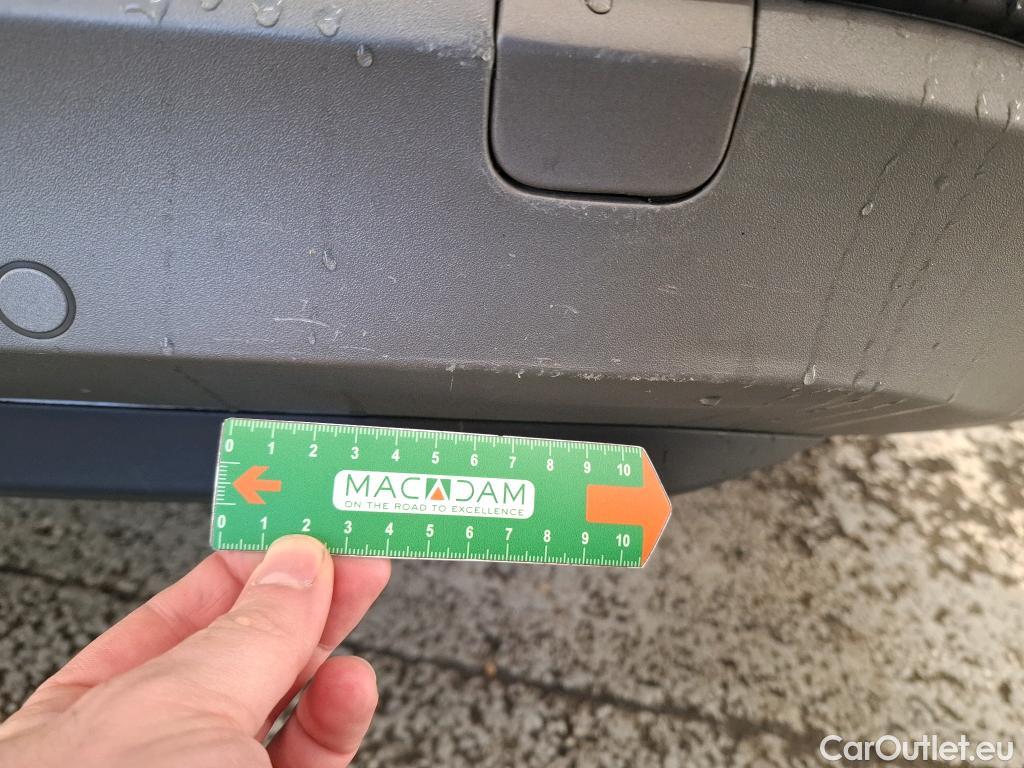 0 1 2 3 4 5 6 7 8 9 10
MACADAM
ON THE ROAD TO EXCELLENCE
0 1 2 3 4 5 6 7 8 9 10
CarOutlet.eu